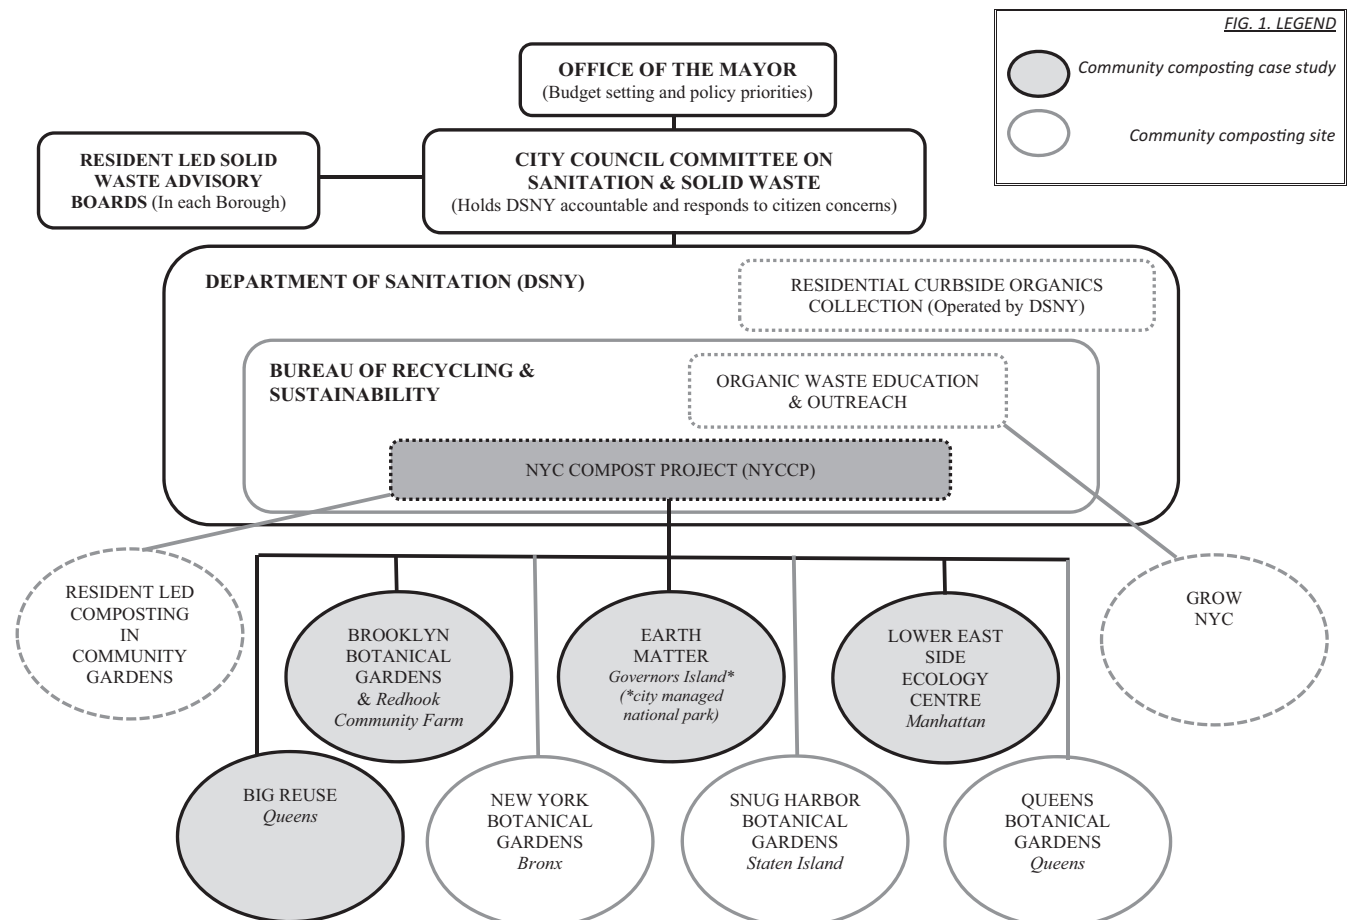 FIG. 1. LEGEND
Community composting case study
Community composting site
OFFICE OF THE MAYOR
(Budget setting and policy priorities)
RESIDENT LED SOLID
WASTE ADVISORY
BOARDS (In each Borough)
CITY COUNCIL COMMITTEE ON
SANITATION & SOLID WASTE
(Holds DSNY accountable and responds to citizen concerns)
DEPARTMENT OF SANITATION (DSNY)
RESIDENTIAL CURBSIDE ORGANICS
COLLECTION (Operated by DSNY)
BUREAU OF RECYCLING &
SUSTAINABILITY
ORGANIC WASTE EDUCATION
& OUTREACH
NYC COMPOST PROJECT (NYCCP)
RESIDENT LED
COMPOSTING
IN
COMMUNITY
GARDENS
BROOKLYN
BOTANICAL
GARDENS
& Redhook
Community Farm
EARTH
MATTER
Governors Island*
(*city managed
national park)
LOWER EAST
SIDE
ECOLOGY
CENTRE
Manhattan
GROW
NYC
BIG REUSE
Queens
NEW YORK
BOTANICAL
GARDENS
Bronx
SNUG HARBOR
BOTANICAL
GARDENS
Staten Island
QUEENS
BOTANICAL
GARDENS
Queens